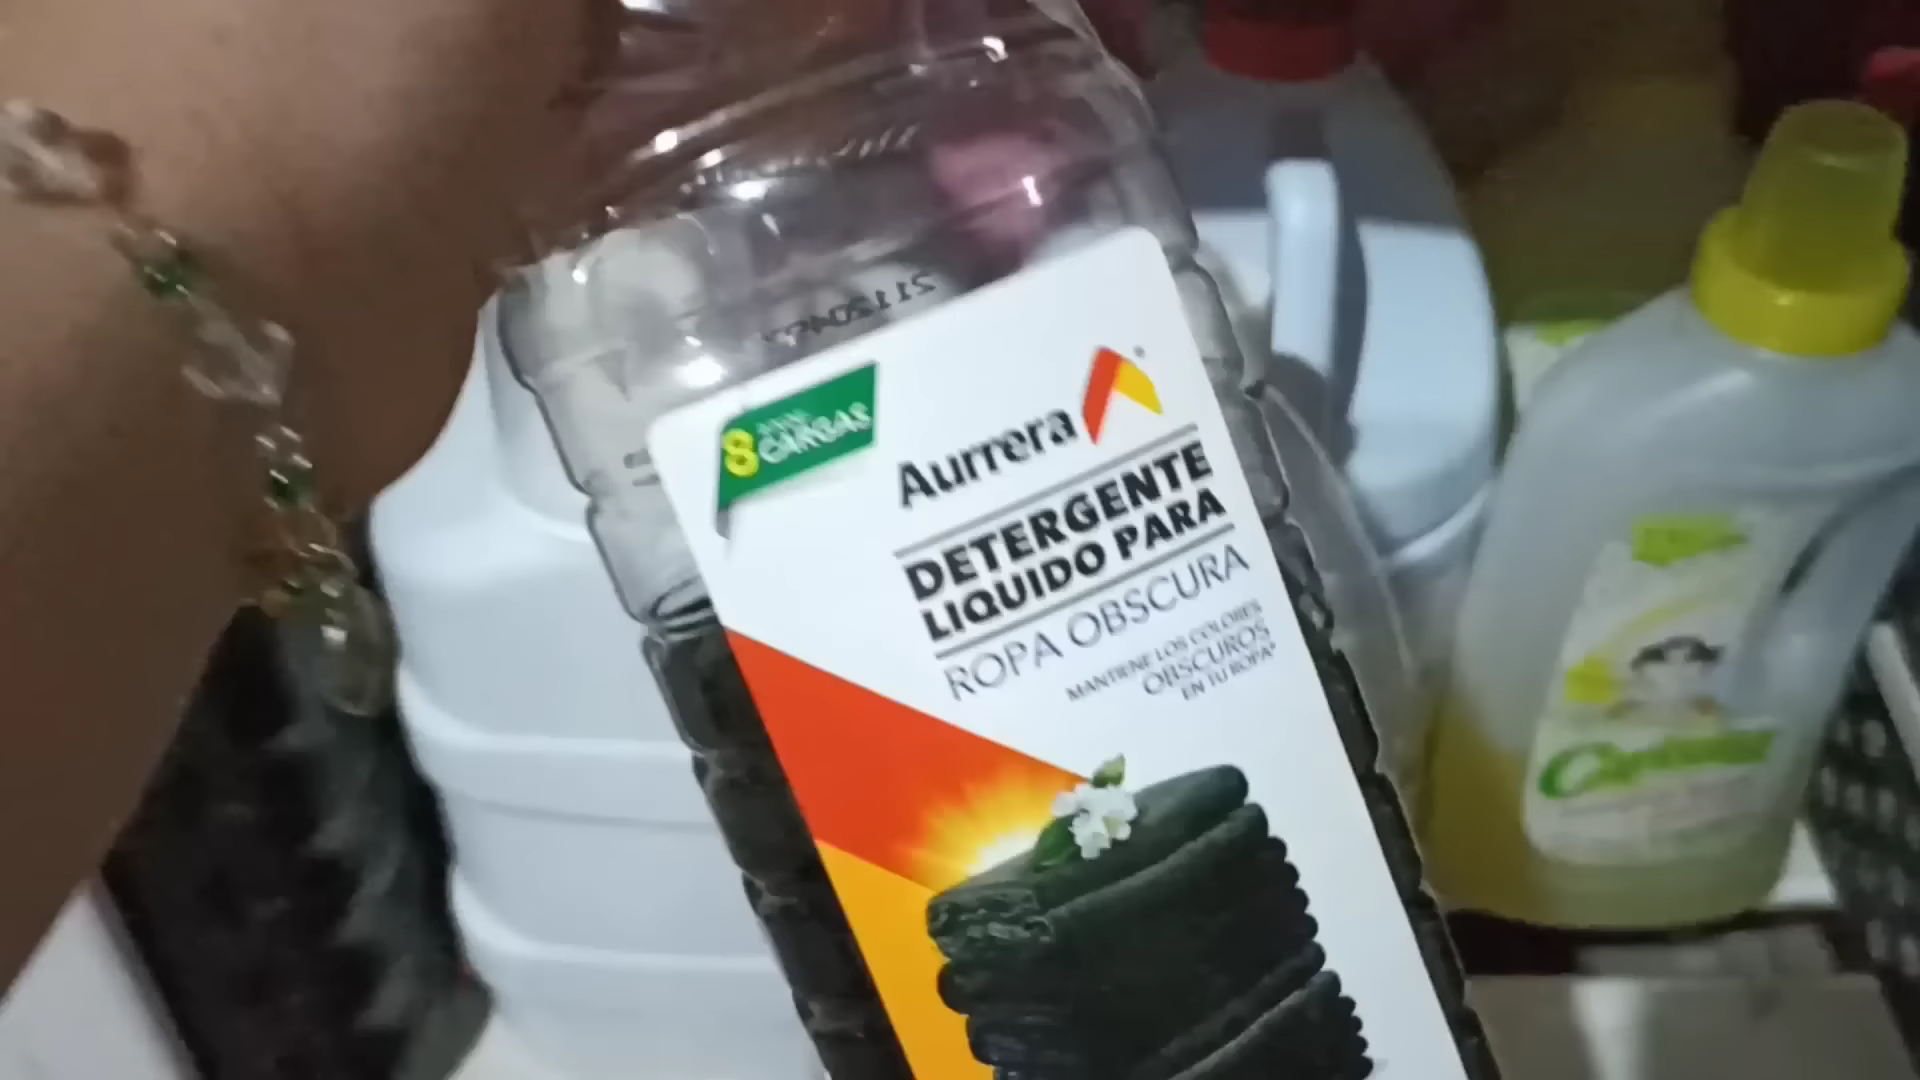 8
CARGAS
Aurrera
DETERGENTE
LIQUIDO PARA
ROPA OBSCURA
MANTIENE LOS COLORES
OBSCUROS
EN TU ROPA*